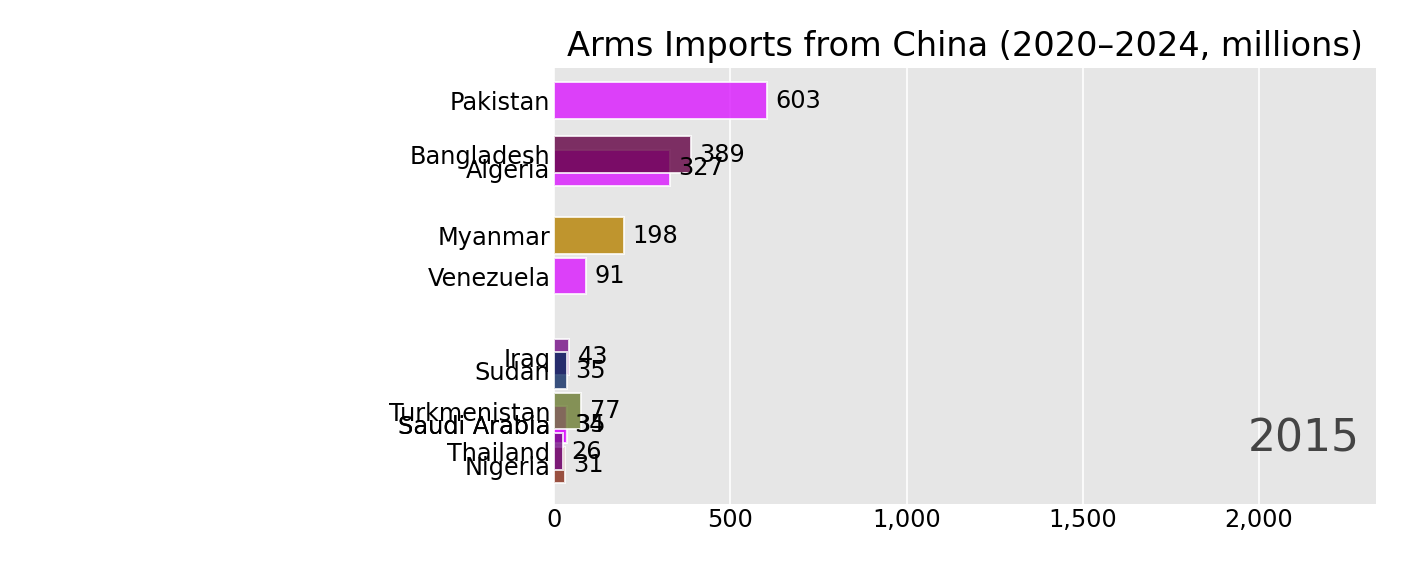 Arms Imports from China (2020–2024, millions)
Pakistan 603
Bangladesh 389
Algeria 327
Myanmar 198
Venezuela 91
Iraq 43
Sudan 35
Turkmenistan 77
Saudi Arabia
Thailand 26
Nigeria 31
2015
0 500 1,000 1,500 2,000